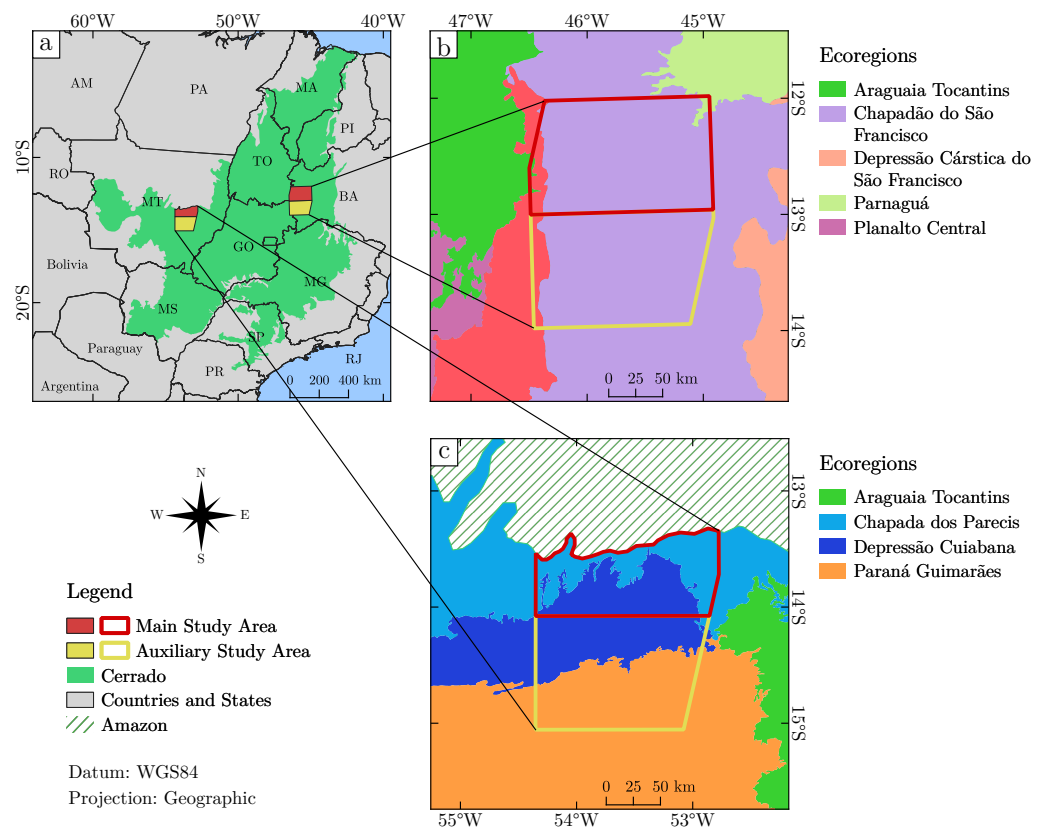 60°W 50°W 40°W
a
10°S
20°S
AM
PA
MA
PI
TO
RO
MT
BA
GO
Bolivia
MG
MS
SP
Paraguay
RJ
PR
Argentina
0 200 400 km
47°W 46°W 45°W
b
12°S
13°S
14°S
0 25 50 km
Ecoregions
Araguaia Tocantins
Chapadão do São
Francisco
Depressão Cárstica do
São Francisco
Parnaguá
Planalto Central
c
13°S
14°S
15°S
0 25 50 km
55°W 54°W 53°W
Ecoregions
Araguaia Tocantins
Chapada dos Parecis
Depressão Cuiabana
Paraná Guimarães
N
W E
S
Legend
Main Study Area
Auxiliary Study Area
Cerrado
Countries and States
Amazon
Datum: WGS84
Projection: Geographic